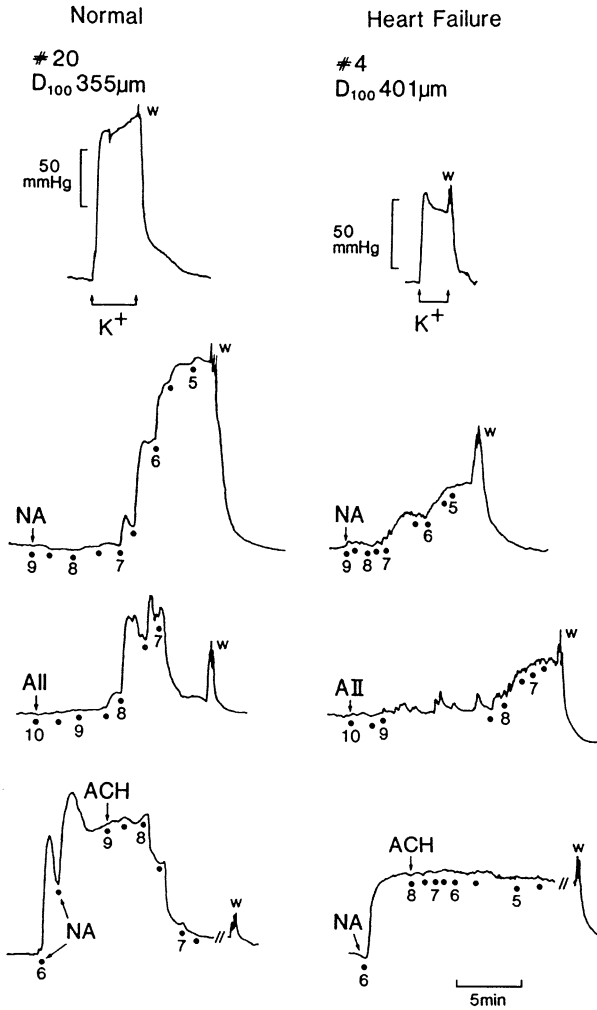 Normal
Heart Failure
#20
D100 355µm
#4
D100 401µm
w
50
mmHg
K+
w
50
mmHg
K+
w
NA
9 8 7 6 5
w
NA
9 8 7 6 5
w
AII
10 9 8 7
w
AII
10 9 8 7
ACH
9 8
NA
6
7
w
ACH
8 7 6 5
NA
6
w
5min